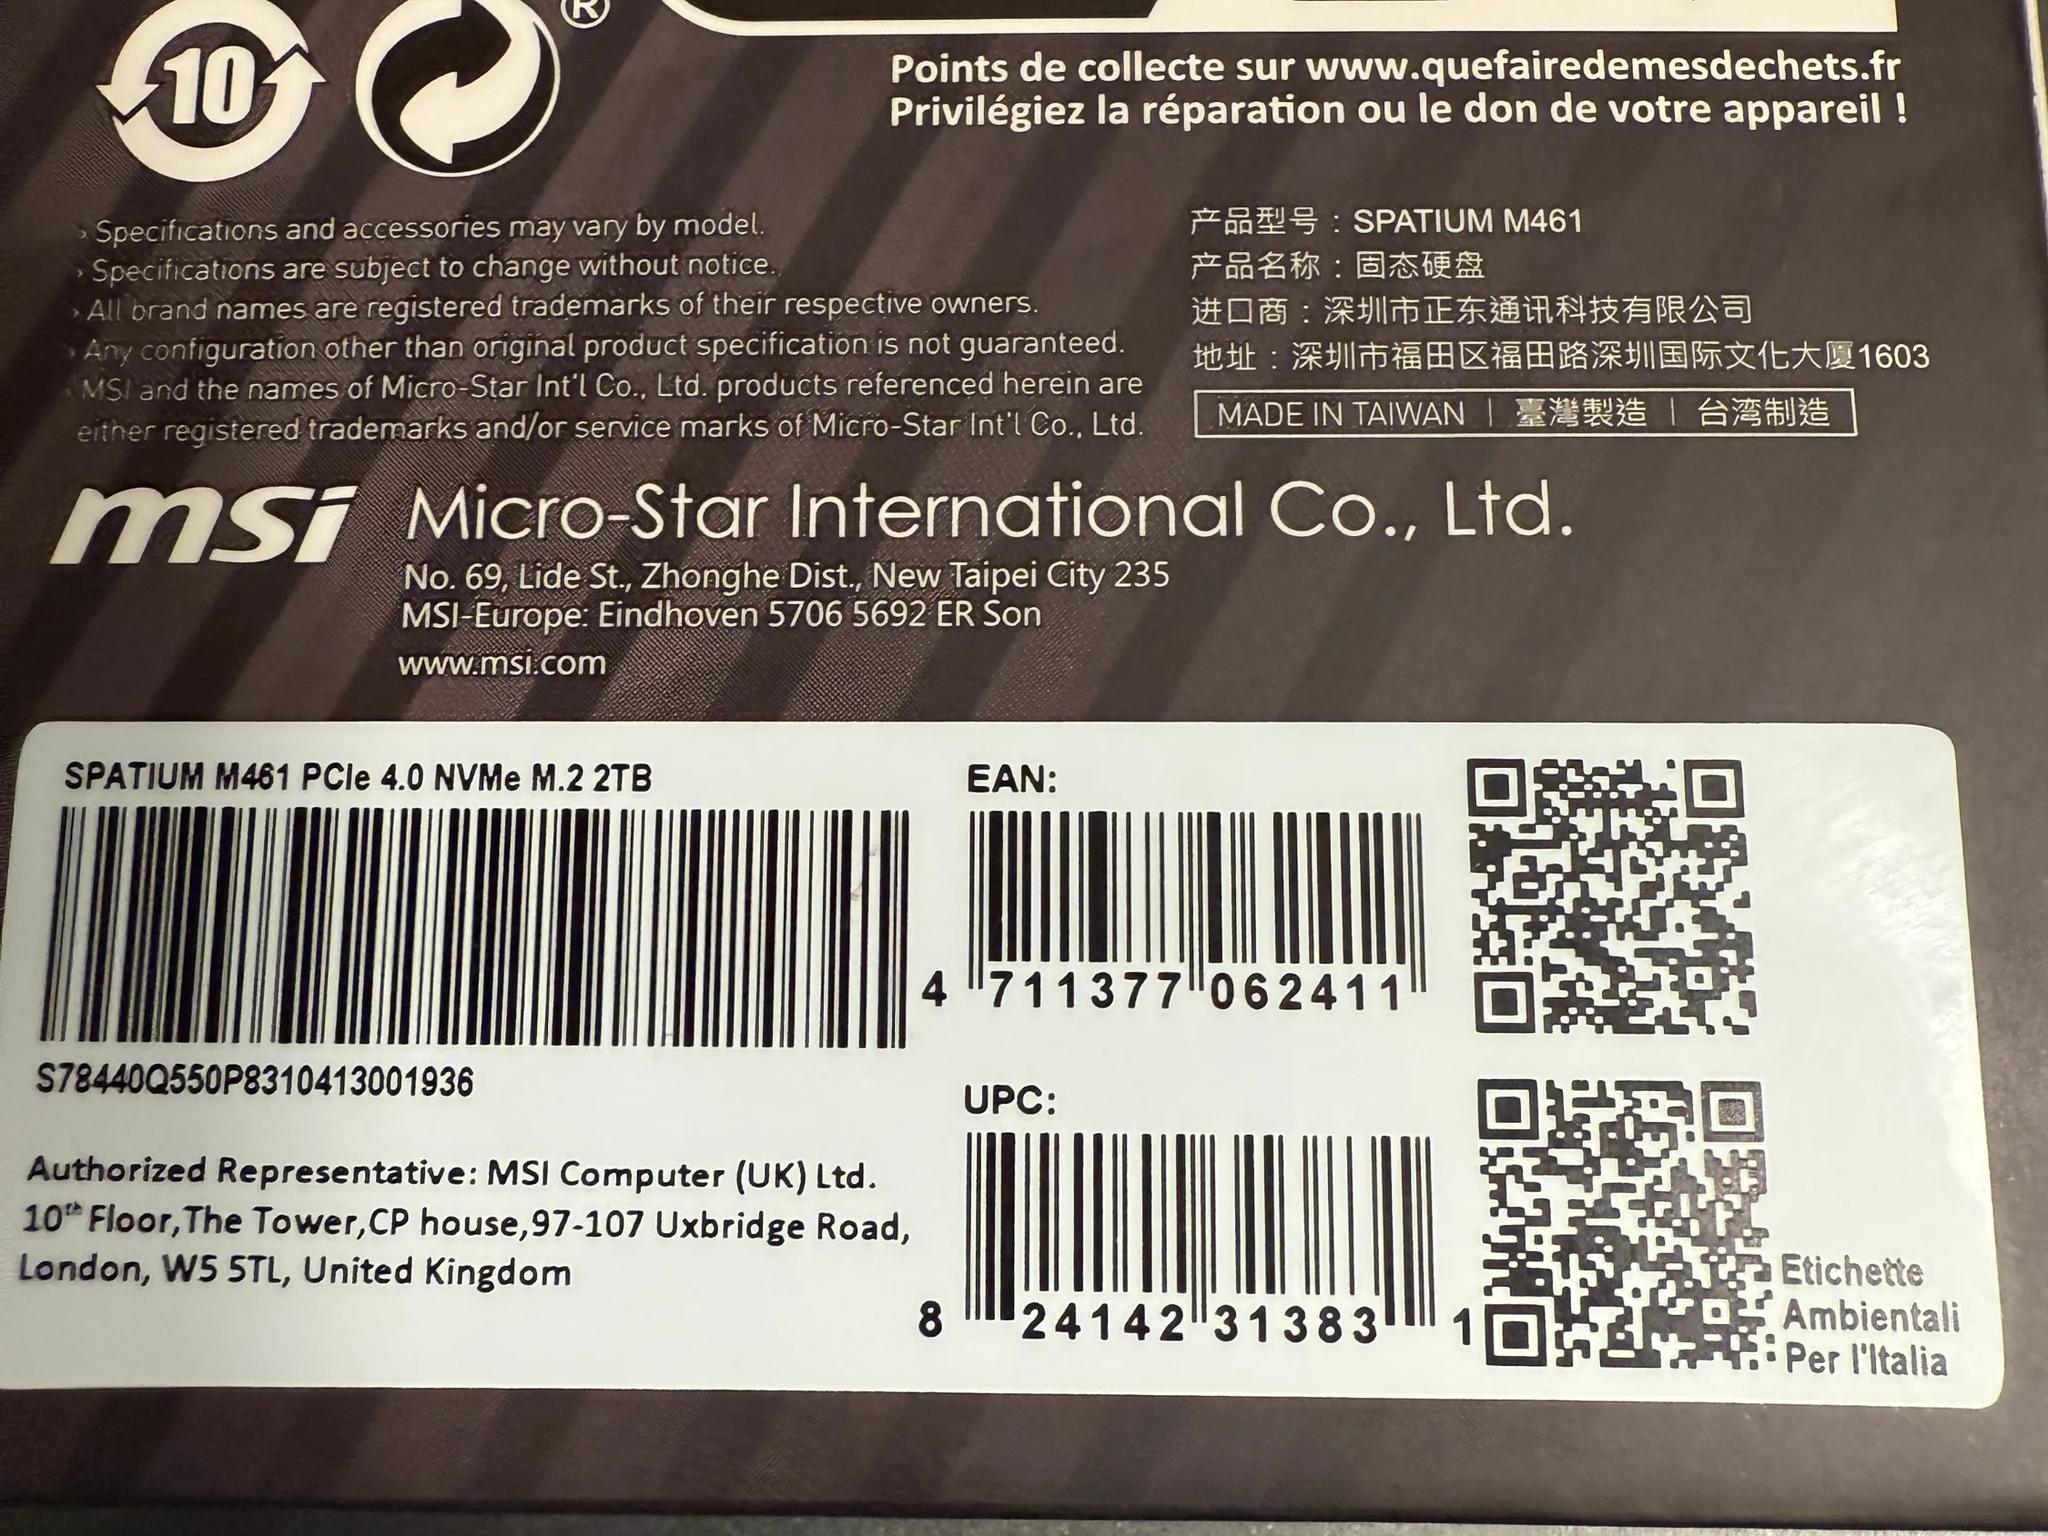 10
®
Points de collecte sur www.quefairedemesdechets.fr
Privilégiez la réparation ou le don de votre appareil !
› Specifications and accessories may vary by model.
› Specifications are subject to change without notice.
› All brand names are registered trademarks of their respective owners.
› Any configuration other than original product specification is not guaranteed.
› MSI and the names of Micro-Star Int'l Co., Ltd. products referenced herein are
either registered trademarks and/or service marks of Micro-Star Int'l Co., Ltd.
产品型号：SPATIUM M461
产品名称：固态硬盘
进口商：深圳市正东通讯科技有限公司
地址：深圳市福田区福田路深圳国际文化大厦1603
MADE IN TAIWAN | 臺灣製造 | 台湾制造
msi Micro-Star International Co., Ltd.
No. 69, Lide St., Zhonghe Dist., New Taipei City 235
MSI-Europe: Eindhoven 5706 5692 ER Son
www.msi.com
SPATIUM M461 PCIe 4.0 NVMe M.2 2TB
S78440Q550P8310413001936
Authorized Representative: MSI Computer (UK) Ltd.
10th Floor,The Tower,CP house,97-107 Uxbridge Road,
London, W5 5TL, United Kingdom
EAN:
4 711377 062411
UPC:
8 24142 31383 1
Etichette
Ambientali
Per l'Italia